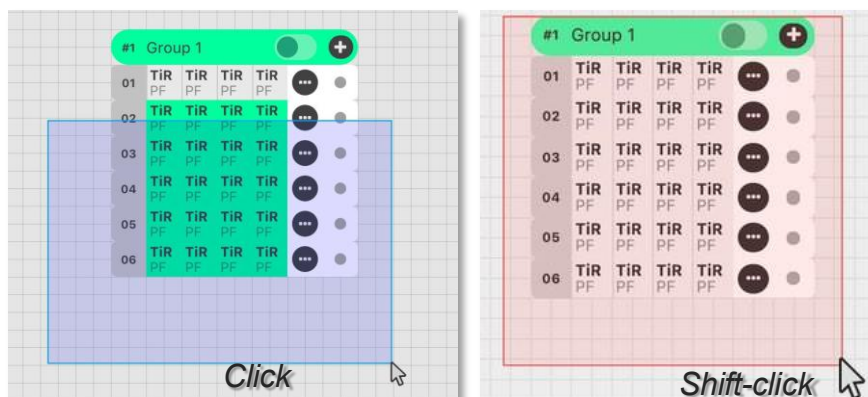 #1 Group 1
01 TiR TiR TiR TiR
PF PF PF PF
02 TiR TiR TiR TiR
PF PF PF PF
03 TiR TiR TiR TiR
PF PF PF PF
04 TiR TiR TiR TiR
PF PF PF PF
05 TiR TiR TiR TiR
PF PF PF PF
06 TiR TiR TiR TiR
PF PF PF PF
Click
#1 Group 1
01 TiR TiR TiR TiR
PF PF PF PF
02 TiR TiR TiR TiR
PF PF PF PF
03 TiR TiR TiR TiR
PF PF PF PF
04 TiR TiR TiR TiR
PF PF PF PF
05 TiR TiR TiR TiR
PF PF PF PF
06 TiR TiR TiR TiR
PF PF PF PF
Shift-click